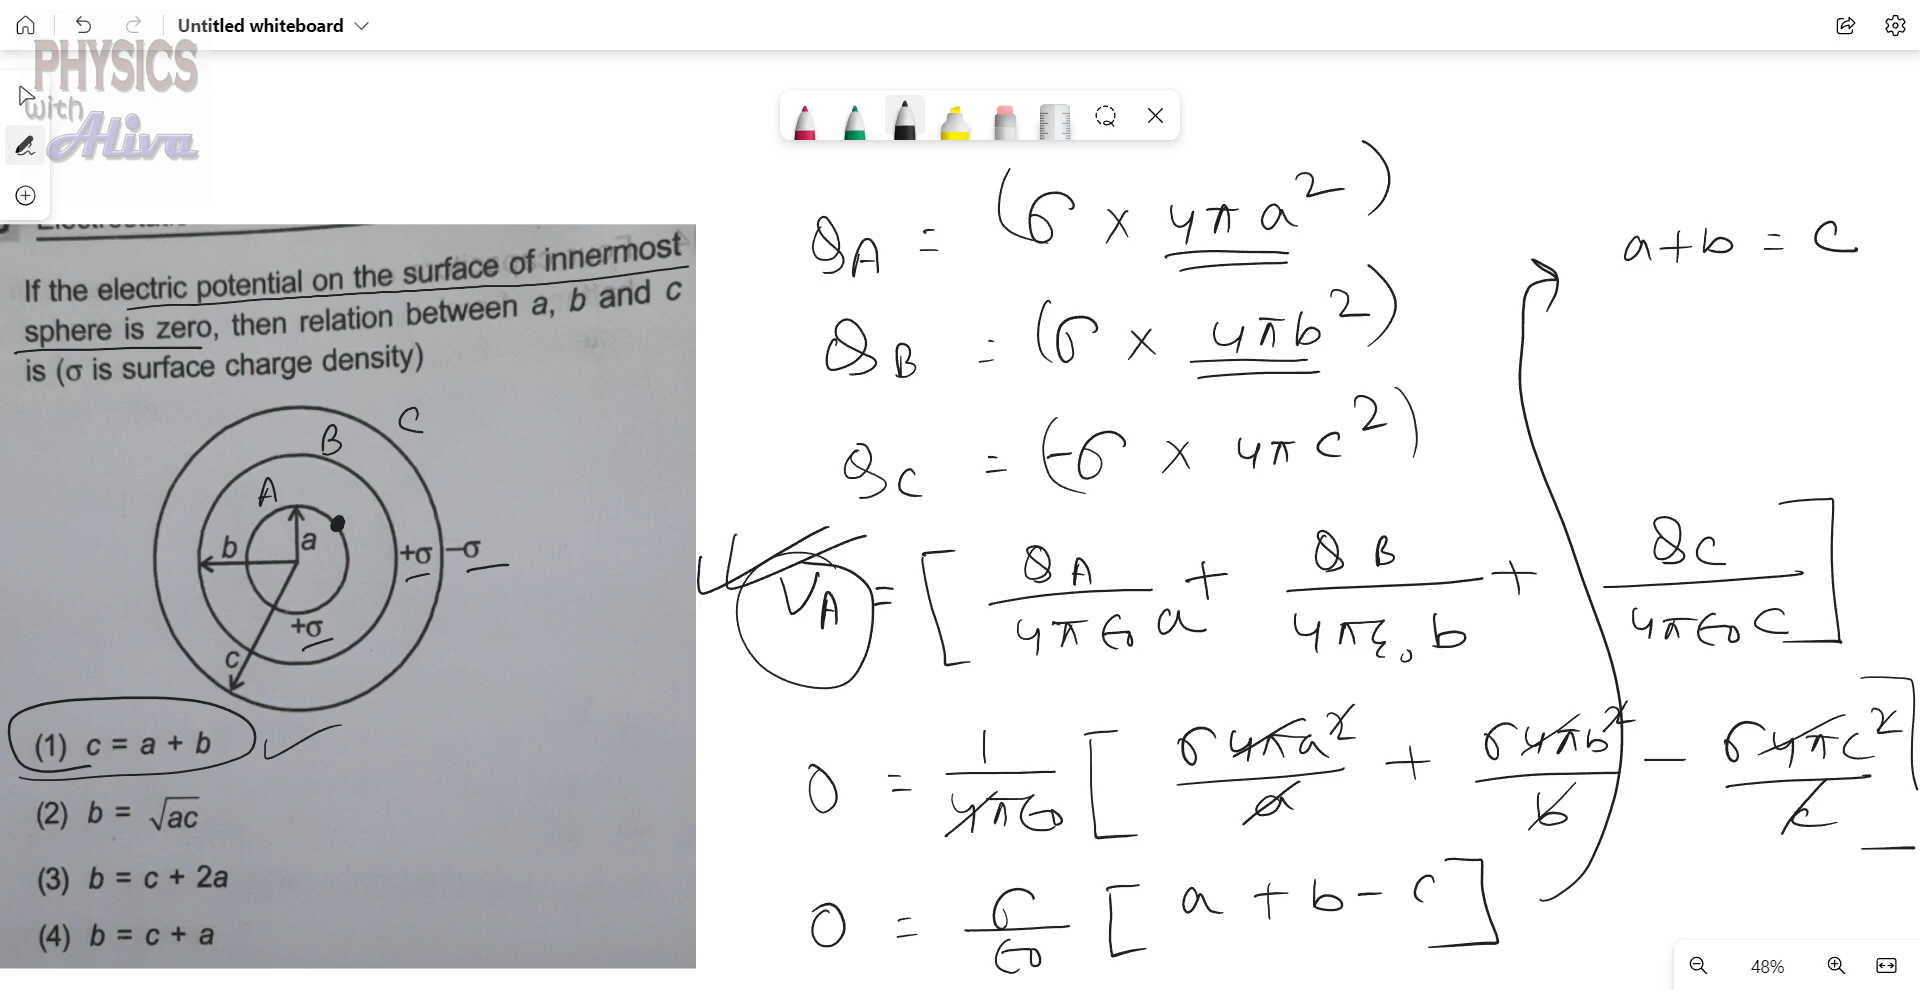 Untitled whiteboard
PHYSICS
with
Aliva
If the electric potential on the surface of innermost
sphere is zero, then relation between a, b and c
is (σ is surface charge density)
C
B
A
b
a
+σ
−σ
+σ
c
(1) c = a + b
(2) b = √ac
(3) b = c + 2a
(4) b = c + a
QA = (σ × 4πa²)
QB = (σ × 4πb²)
QC = (-σ × 4πc²)
VA = [QA/4πϵ0a + QB/4πε0b + QC/4πϵ0c]
0 = 1/4πϵ0 [σ4πa²/a + σ4πb²/b − σ4πc²/c]
0 = σ/ϵ0 [a + b − c]
a + b = c
48%